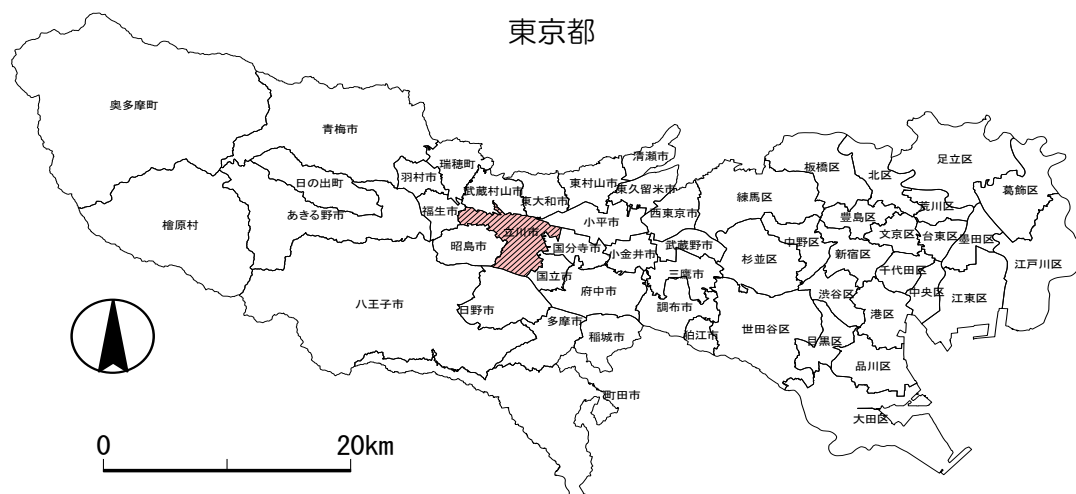 東京都
奥多摩町
青梅市
瑞穂町
羽村市
日の出町
武蔵村山市
東大和市
東村山市
清瀬市
東久留米市
檜原村
あきる野市
福生市
昭島市
立川市
小平市
西東京市
国分寺市
小金井市
武蔵野市
国立市
府中市
三鷹市
調布市
狛江市
八王子市
日野市
多摩市
稲城市
町田市
板橋区
北区
足立区
葛飾区
練馬区
荒川区
豊島区
文京区
台東区
墨田区
中野区
杉並区
新宿区
千代田区
江戸川区
渋谷区
中央区
江東区
港区
世田谷区
目黒区
品川区
大田区
0
20km